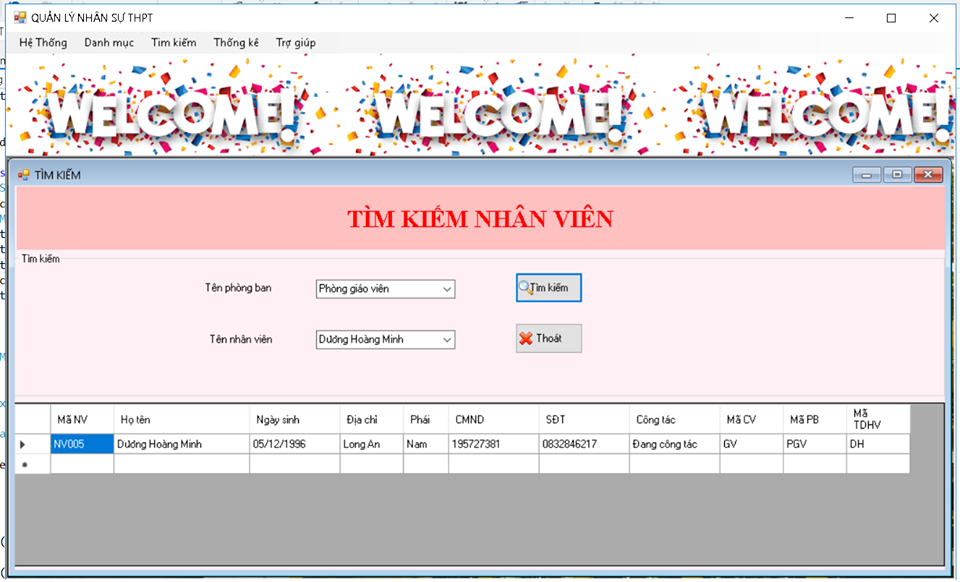 QUẢN LÝ NHÂN SỰ THPT
Hệ Thống Danh mục Tìm kiếm Thống kê Trợ giúp
WELCOME! WELCOME! WELCOME!
TÌM KIẾM
TÌM KIẾM NHÂN VIÊN
Tìm kiếm
Tên phòng ban Phòng giáo viên Tìm kiếm
Tên nhân viên Dương Hoàng Minh Thoát
Mã NV Họ tên Ngày sinh Địa chỉ Phái CMND SĐT Công tác Mã CV Mã PB Mã TDHV
NV005 Dương Hoàng Minh 05/12/1996 Long An Nam 195727381 0832846217 Đang công tác GV PGV DH